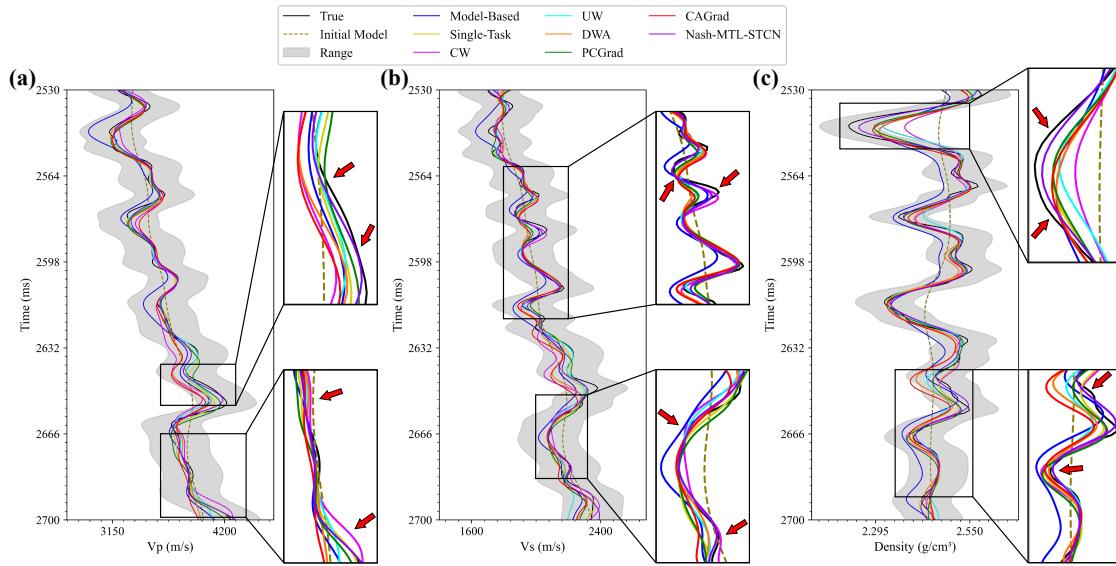 True Model-Based UW CAGrad
Initial Model Single-Task DWA Nash-MTL-STCN
Range CW PCGrad
(a) (b) (c)
2530 2530 2530
2564 2564 2564
2598 2598 2598
Time (ms) Time (ms) Time (ms)
2632 2632 2632
2666 2666 2666
2700 2700 2700
3150 4200 1600 2400 2.295 2.550
Vp (m/s) Vs (m/s) Density (g/cm³)